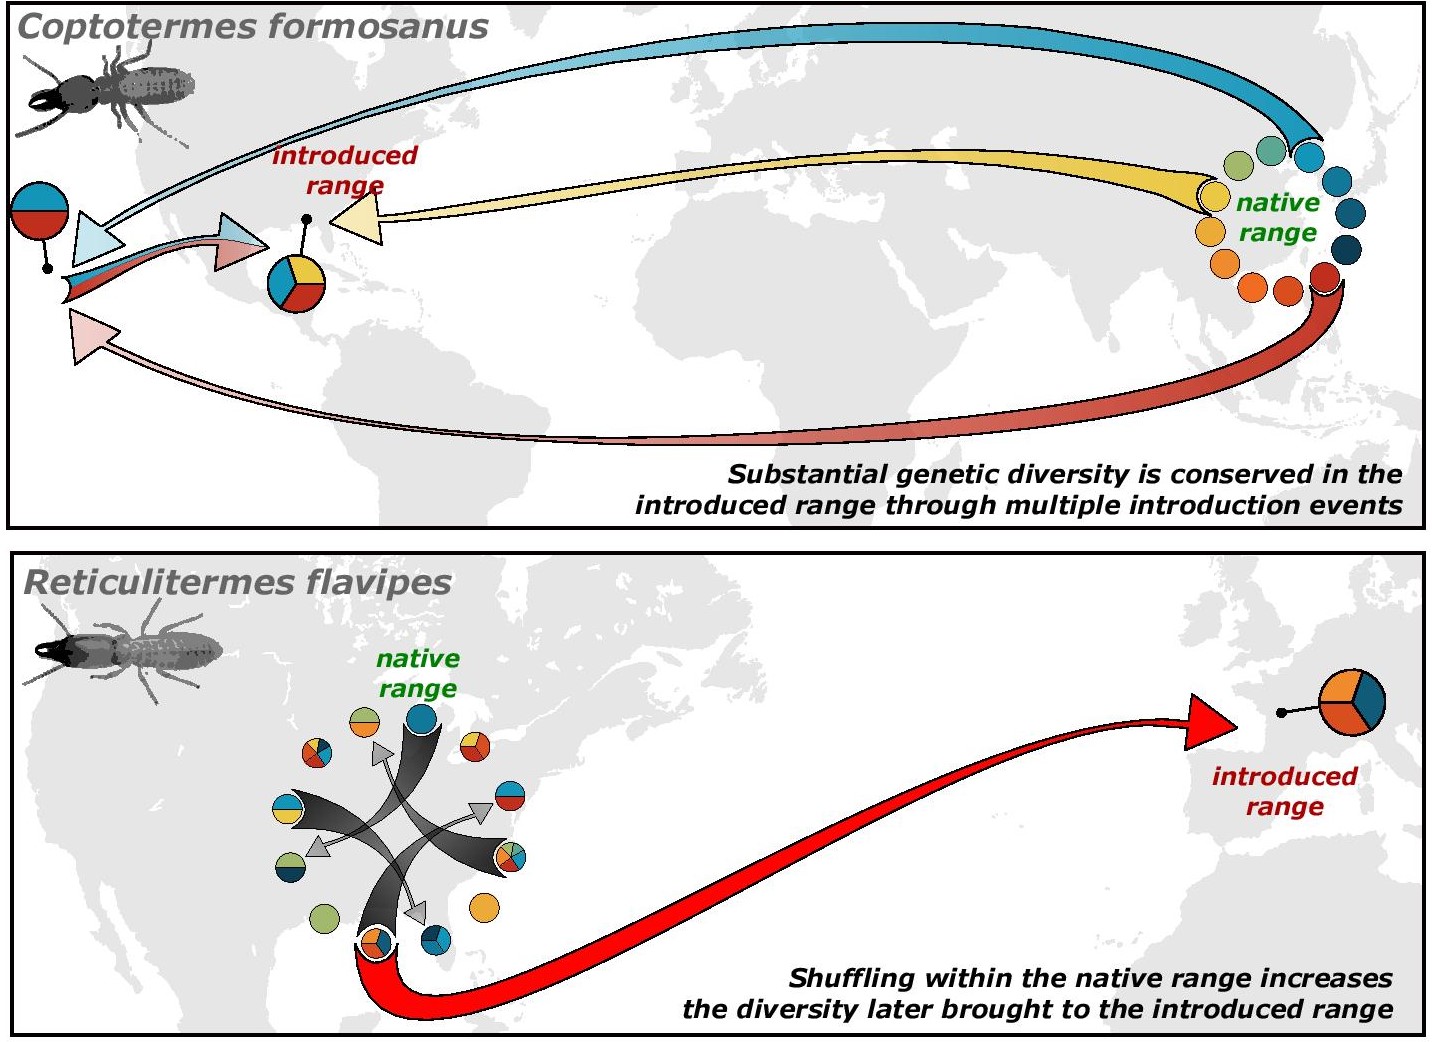 Coptotermes formosanus
introduced
range
native
range
Substantial genetic diversity is conserved in the
introduced range through multiple introduction events
Reticulitermes flavipes
native
range
introduced
range
Shuffling within the native range increases
the diversity later brought to the introduced range